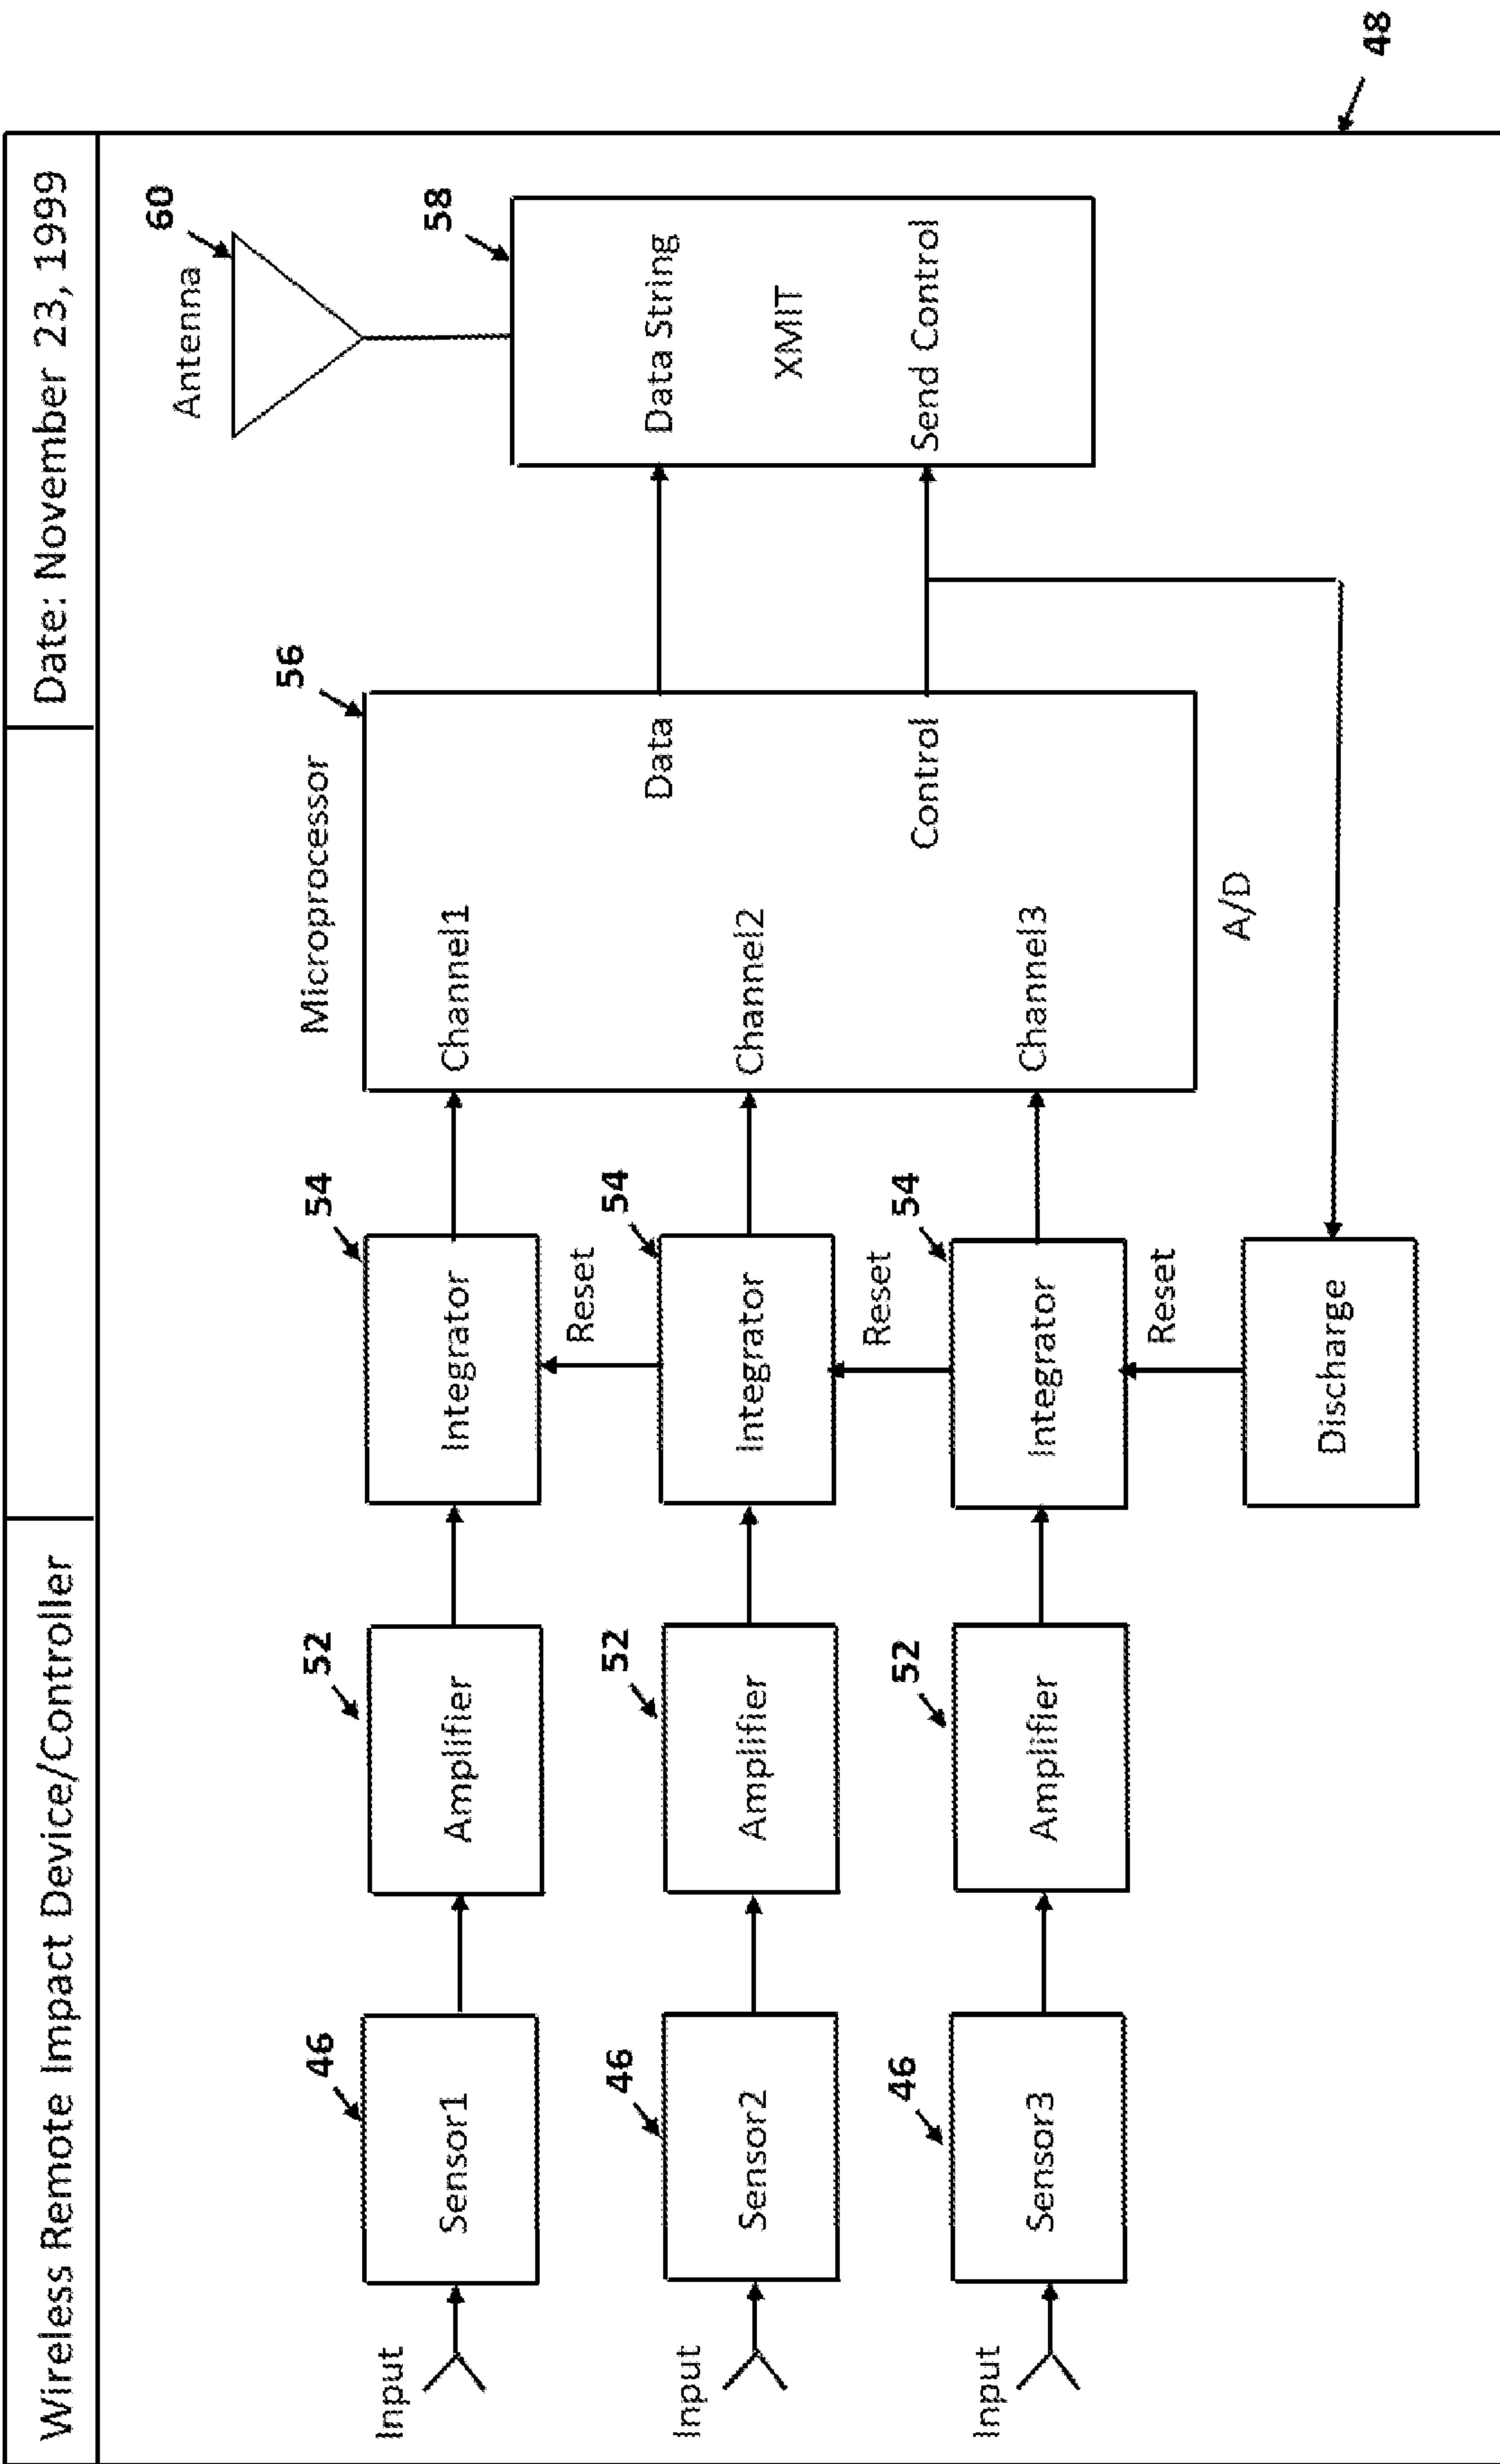 Wireless Remote Impact Device/Controller
Date: November 23, 1999
Antenna
60
Microprocessor
56
58
Input
46
Sensor1
52
Amplifier
54
Integrator
Channel1
Reset
Input
46
Sensor2
52
Amplifier
54
Integrator
Channel2
Data
Data String
XMIT
Reset
Input
46
Sensor3
52
Amplifier
54
Integrator
Channel3
Control
Send Control
Reset
A/D
Discharge
48